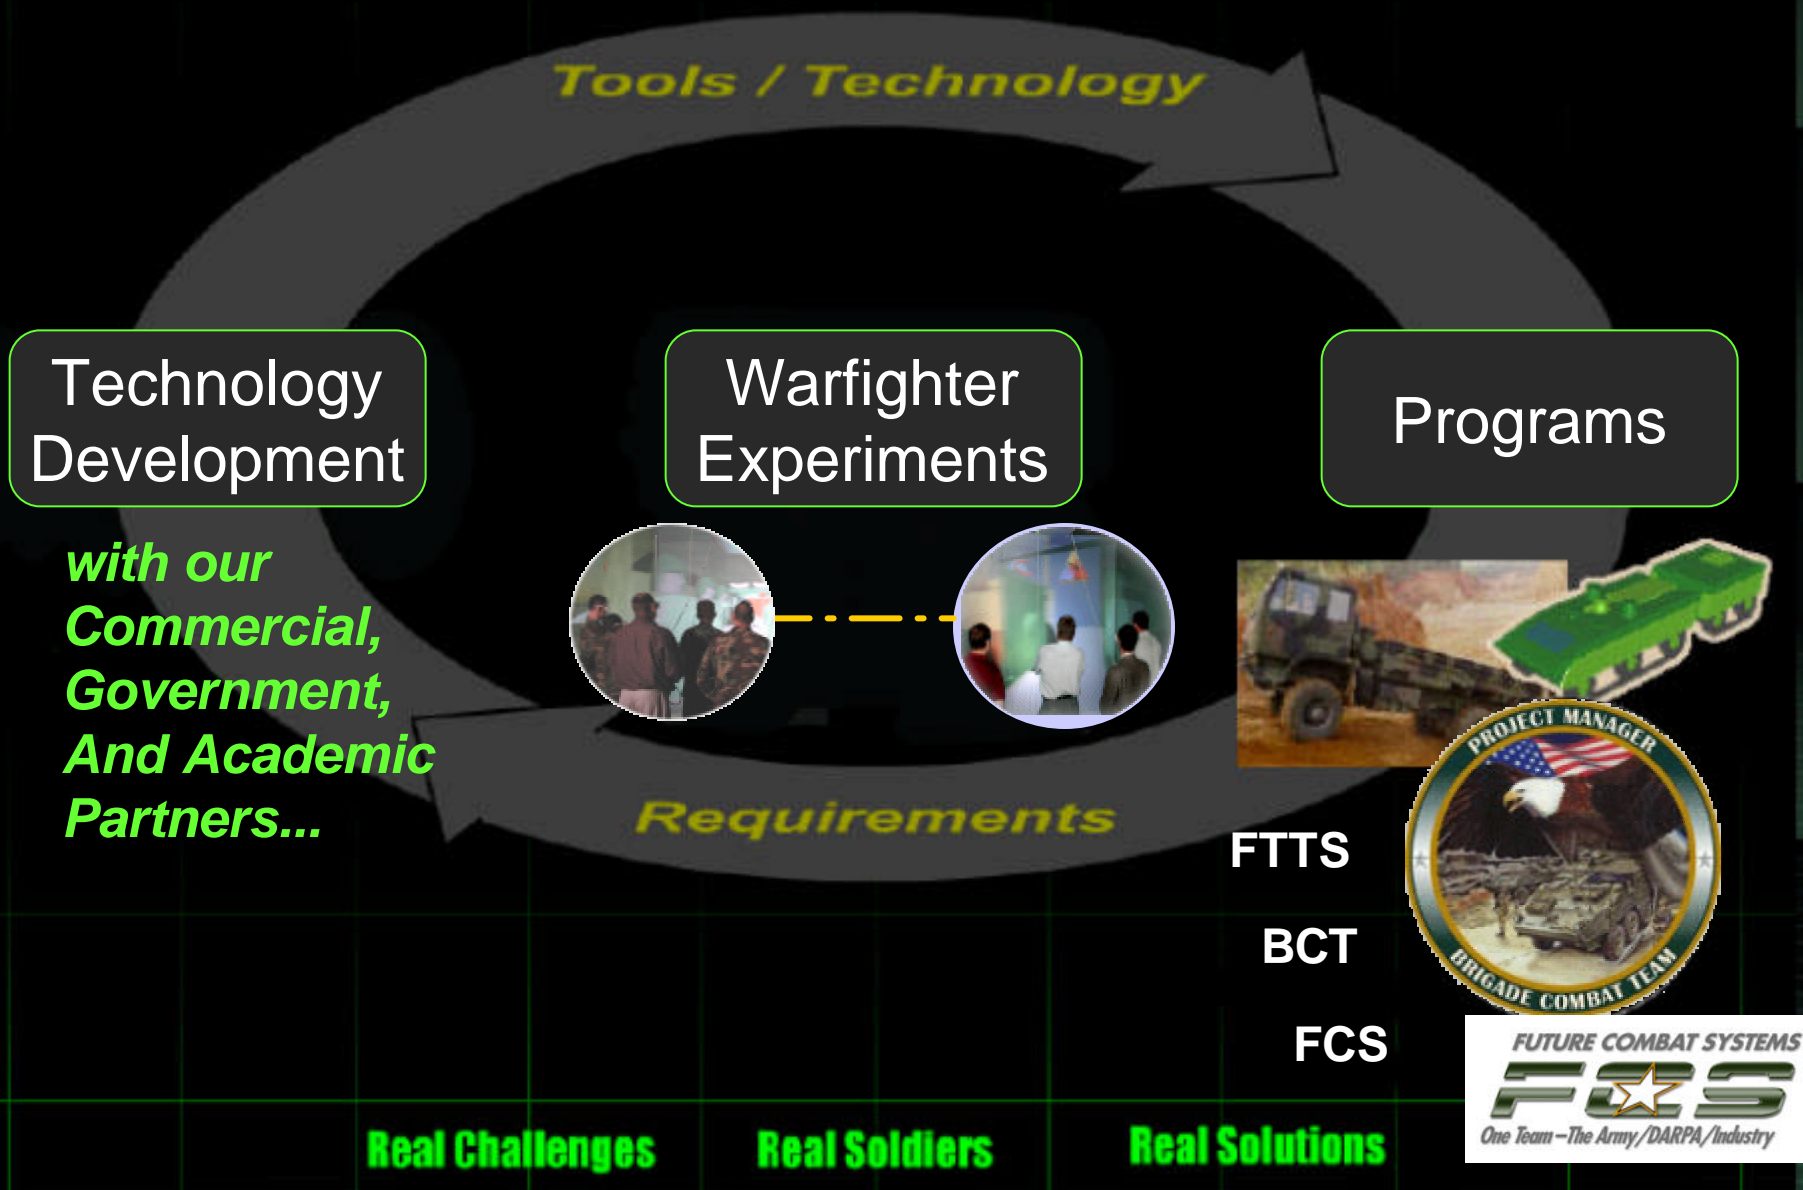 Tools / Technology
Technology
Development
Warfighter
Experiments
Programs
with our
Commercial,
Government,
And Academic
Partners...
Requirements
PROJECT MANAGER
BRIGADE COMBAT TEAM
FTTS
BCT
FCS
FUTURE COMBAT SYSTEMS
FCS
One Team–The Army/DARPA/Industry
Real Challenges
Real Soldiers
Real Solutions